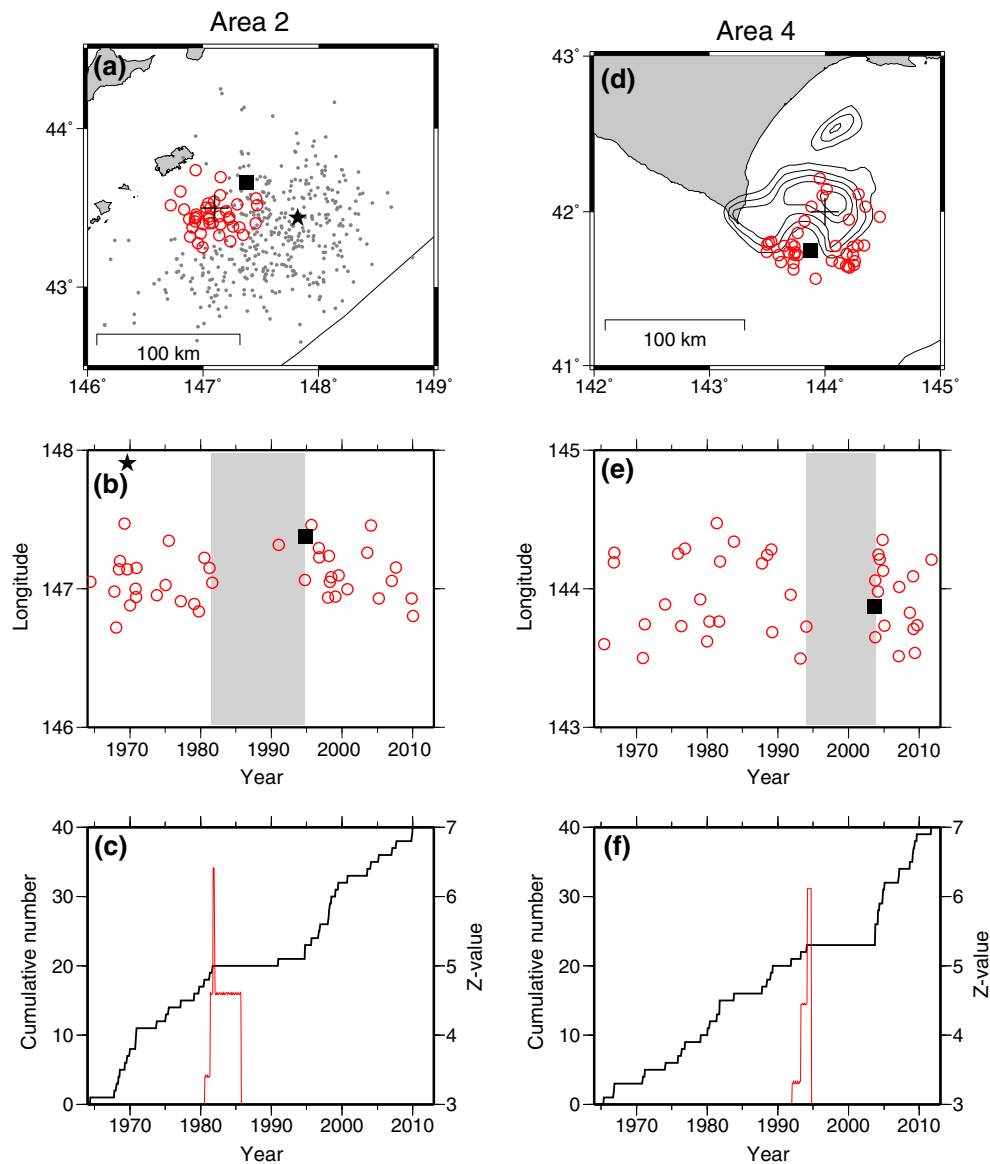 Area 2
Area 4
(a)
44°
43°
100 km
146°
147°
148°
149°
(d)
43°
42°
41°
100 km
142°
143°
144°
145°
(b)
148
147
146
Longitude
1970
1980
1990
2000
2010
Year
(e)
145
144
143
Longitude
1970
1980
1990
2000
2010
Year
(c)
40
30
20
10
0
Cumulative number
7
6
5
4
3
Z-value
1970
1980
1990
2000
2010
Year
(f)
40
30
20
10
0
Cumulative number
7
6
5
4
3
Z-value
1970
1980
1990
2000
2010
Year